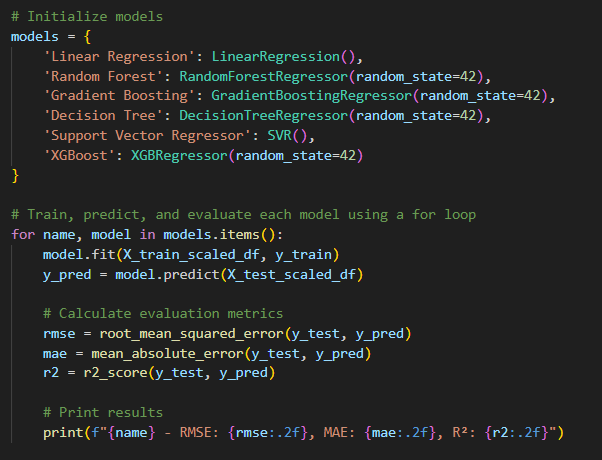 # Initialize models
models = {
    'Linear Regression': LinearRegression(),
    'Random Forest': RandomForestRegressor(random_state=42),
    'Gradient Boosting': GradientBoostingRegressor(random_state=42),
    'Decision Tree': DecisionTreeRegressor(random_state=42),
    'Support Vector Regressor': SVR(),
    'XGBoost': XGBRegressor(random_state=42)
}

# Train, predict, and evaluate each model using a for loop
for name, model in models.items():
    model.fit(X_train_scaled_df, y_train)
    y_pred = model.predict(X_test_scaled_df)

    # Calculate evaluation metrics
    rmse = root_mean_squared_error(y_test, y_pred)
    mae = mean_absolute_error(y_test, y_pred)
    r2 = r2_score(y_test, y_pred)

    # Print results
    print(f"{name} - RMSE: {rmse:.2f}, MAE: {mae:.2f}, R²: {r2:.2f}")